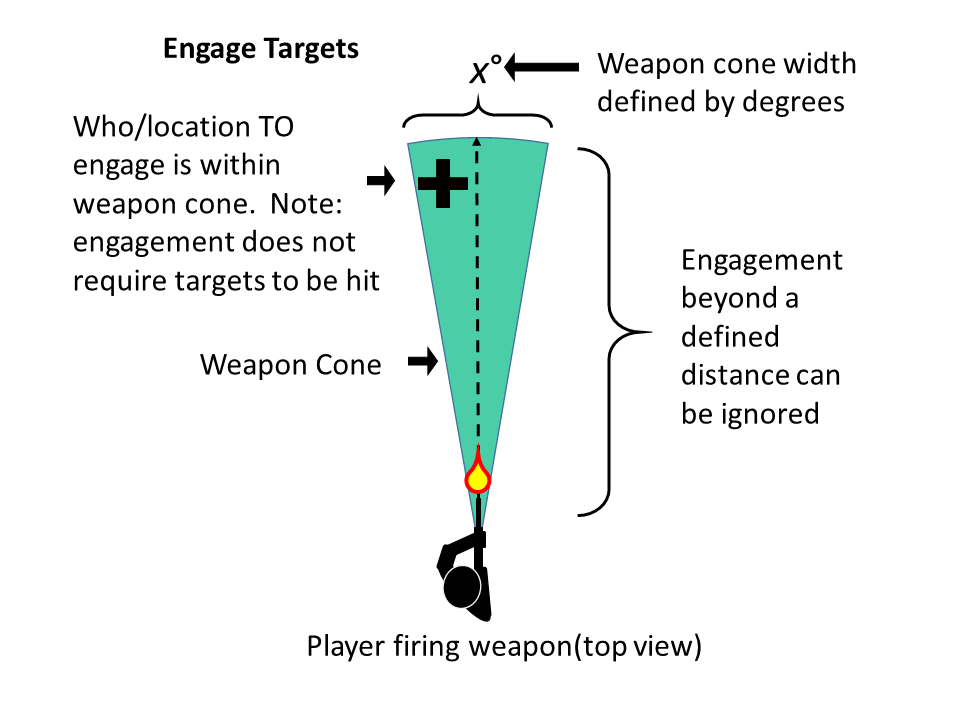 Engage Targets
x°
Weapon cone width
defined by degrees
Who/location TO
engage is within
weapon cone.  Note:
engagement does not
require targets to be hit
Engagement
beyond a
defined
distance can
be ignored
Weapon Cone
Player firing weapon(top view)